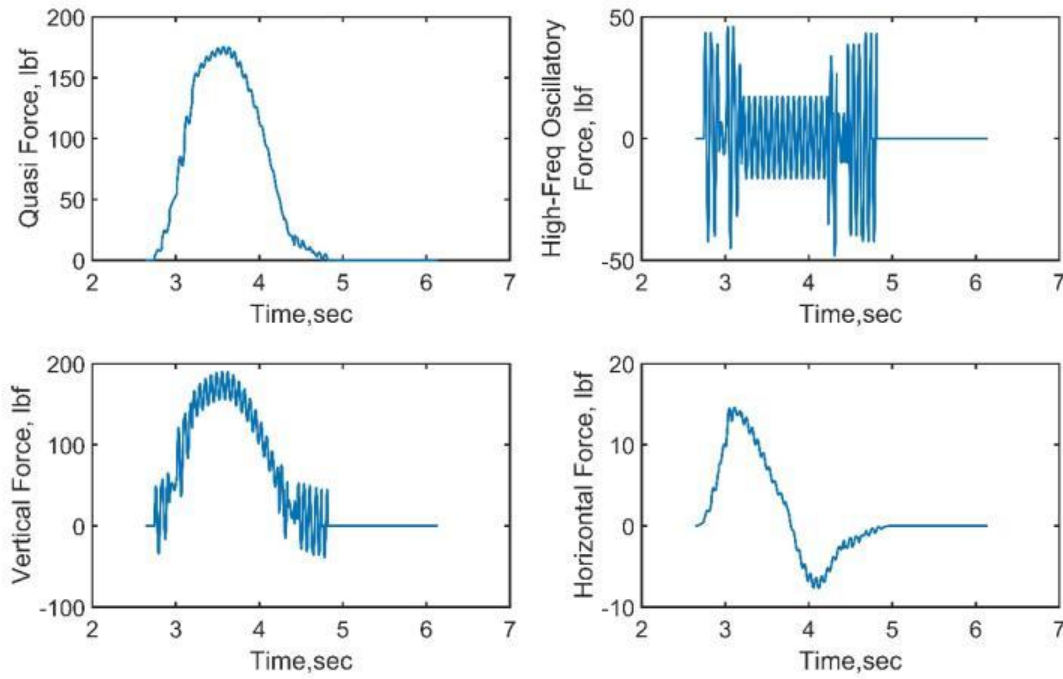 200
150
100
50
0
Quasi Force, lbf
2 3 4 5 6 7
Time,sec
50
0
-50
High-Freq Oscillatory
Force, lbf
2 3 4 5 6 7
Time,sec
200
100
0
-100
Vertical Force, lbf
2 3 4 5 6 7
Time,sec
20
10
0
-10
Horizontal Force, lbf
2 3 4 5 6 7
Time,sec